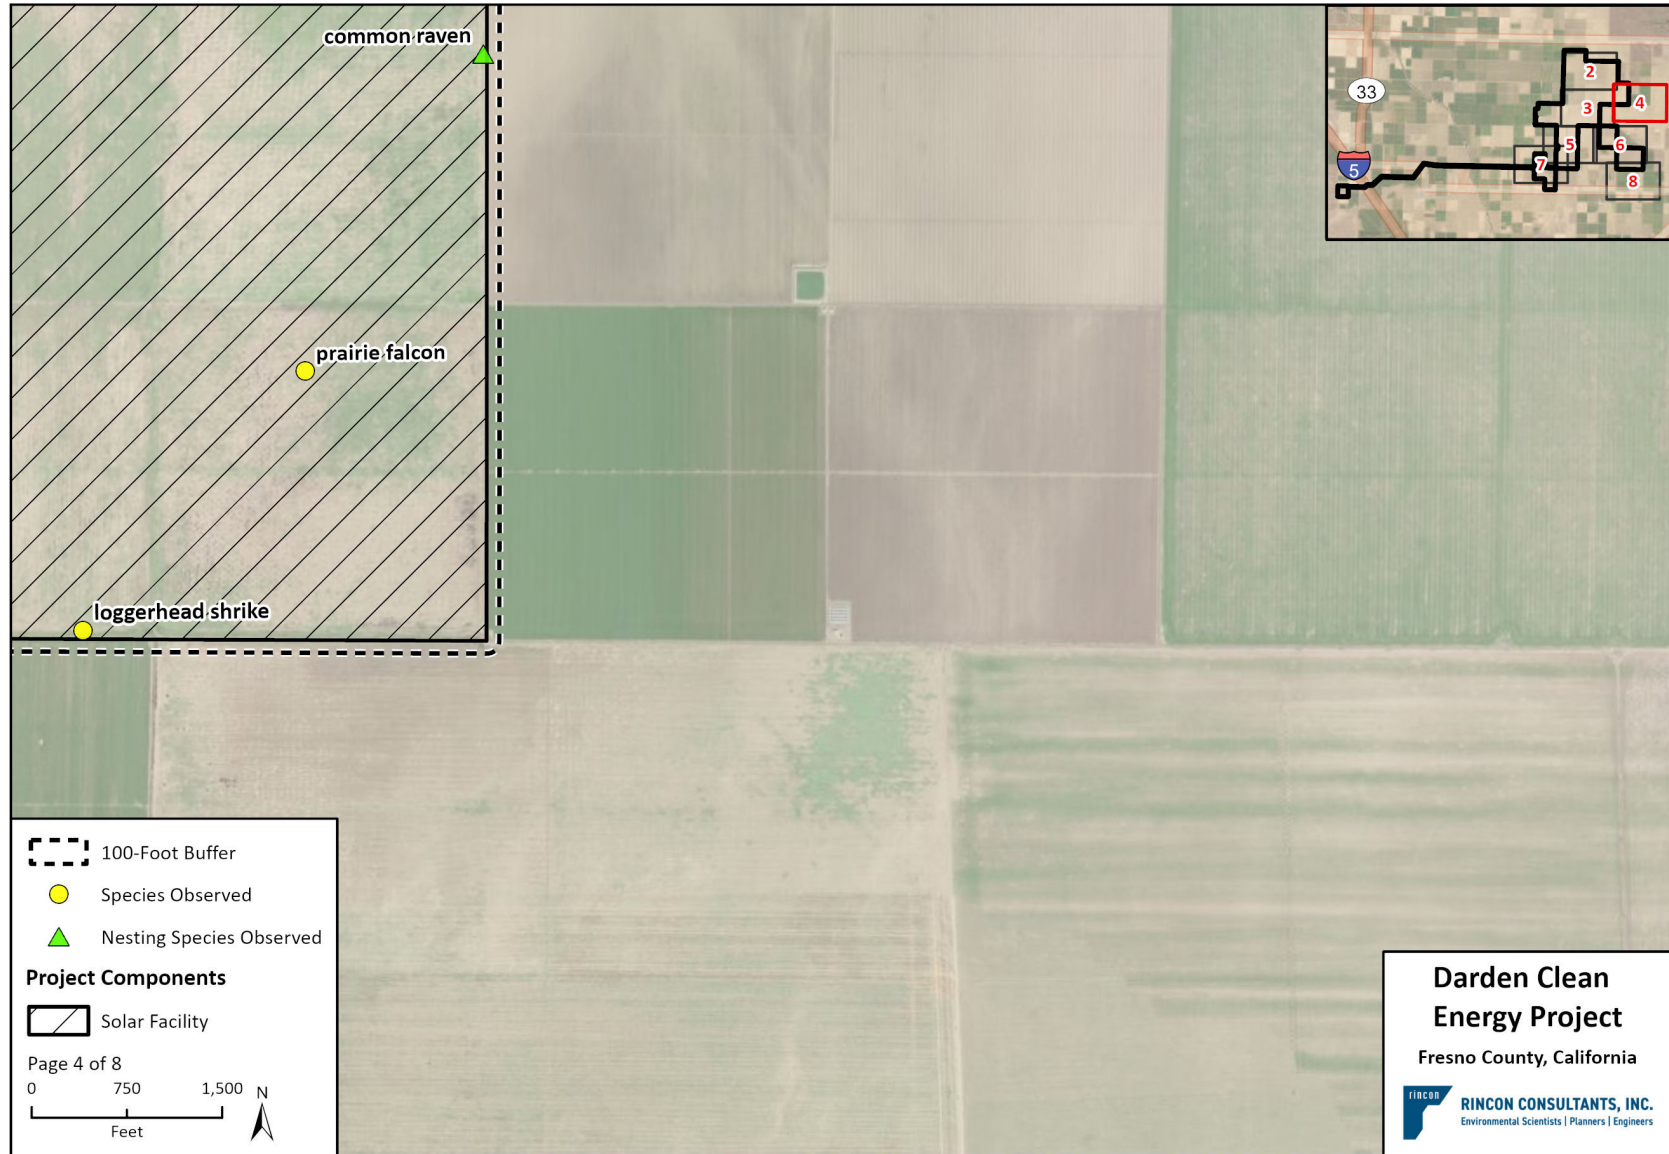 common raven
prairie falcon
loggerhead shrike
33
5
2
3
4
5
6
7
8
100-Foot Buffer
Species Observed
Nesting Species Observed
Project Components
Solar Facility
Page 4 of 8
0 750 1,500
Feet
N
Darden Clean
Energy Project
Fresno County, California
rincon
RINCON CONSULTANTS, INC.
Environmental Scientists | Planners | Engineers